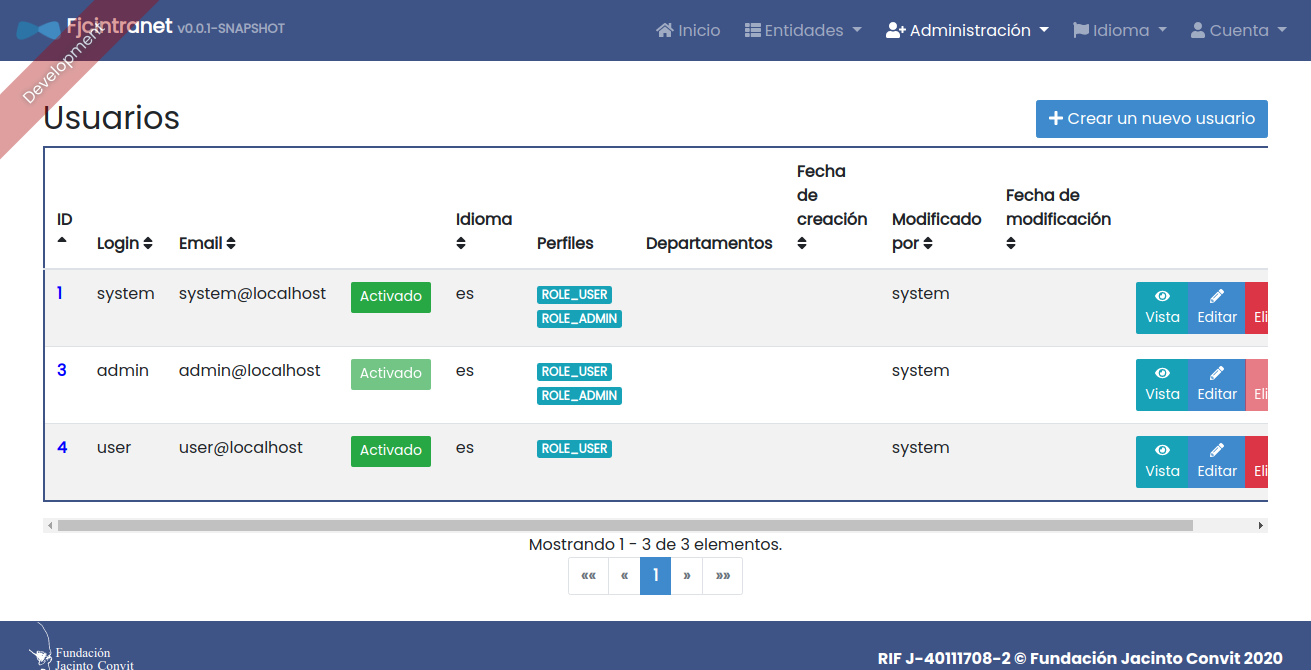 Fjcintranet v0.0.1-SNAPSHOT
Inicio
Entidades
Administración
Idioma
Cuenta
Development
Usuarios
Crear un nuevo usuario
ID
Login
Email
Idioma
Perfiles
Departamentos
Fecha
de
creación
Modificado
por
Fecha de
modificación
1
system
system@localhost
Activado
es
ROLE_USER
ROLE_ADMIN
system
Vista
Editar
Eli
3
admin
admin@localhost
Activado
es
ROLE_USER
ROLE_ADMIN
system
Vista
Editar
Eli
4
user
user@localhost
Activado
es
ROLE_USER
system
Vista
Editar
Eli
Mostrando 1 - 3 de 3 elementos.
«« « 1 » »»
Fundación
Jacinto Convit
RIF J-40111708-2 © Fundación Jacinto Convit 2020